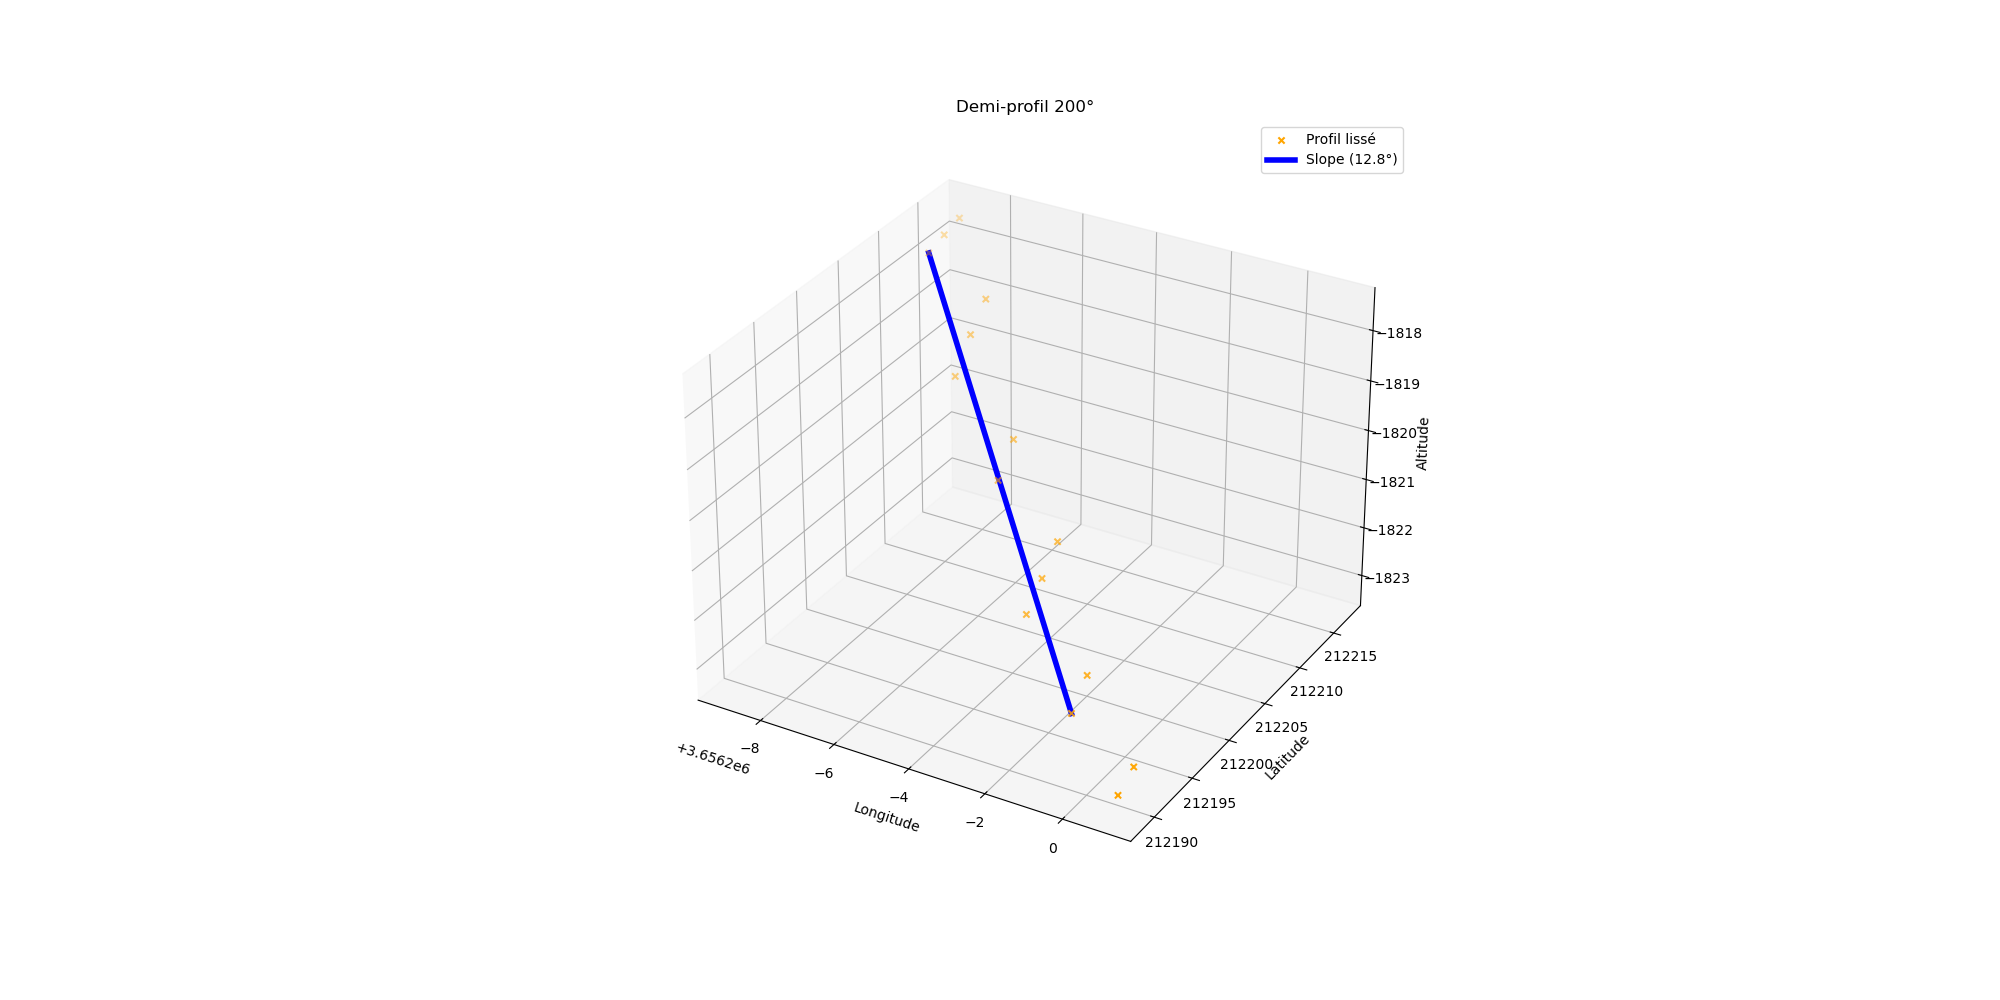 Demi-profil 200°
Profil lissé
Slope (12.8°)
−1818
−1819
−1820
−1821
−1822
−1823
Altitude
212215
212210
212205
212200
212195
212190
Latitude
−8
−6
−4
−2
0
+3.6562e6
Longitude